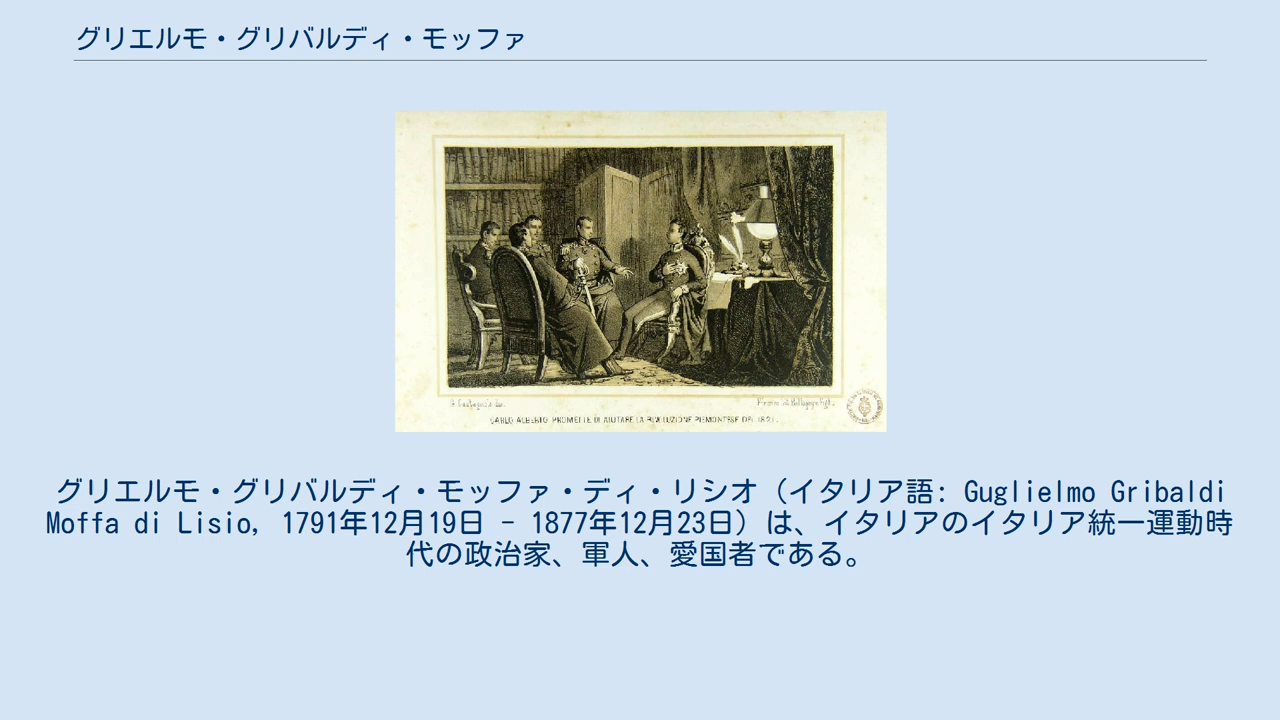 グリエルモ・グリバルディ・モッファ
CARLO ALBERTO PROMETTE DI AIUTARE LA RIVOLUZIONE PIEMONTESE DEL 1821.
グリエルモ・グリバルディ・モッファ・ディ・リシオ（イタリア語: Guglielmo Gribaldi
Moffa di Lisio, 1791年12月19日 - 1877年12月23日）は、イタリアのイタリア統一運動時
代の政治家、軍人、愛国者である。